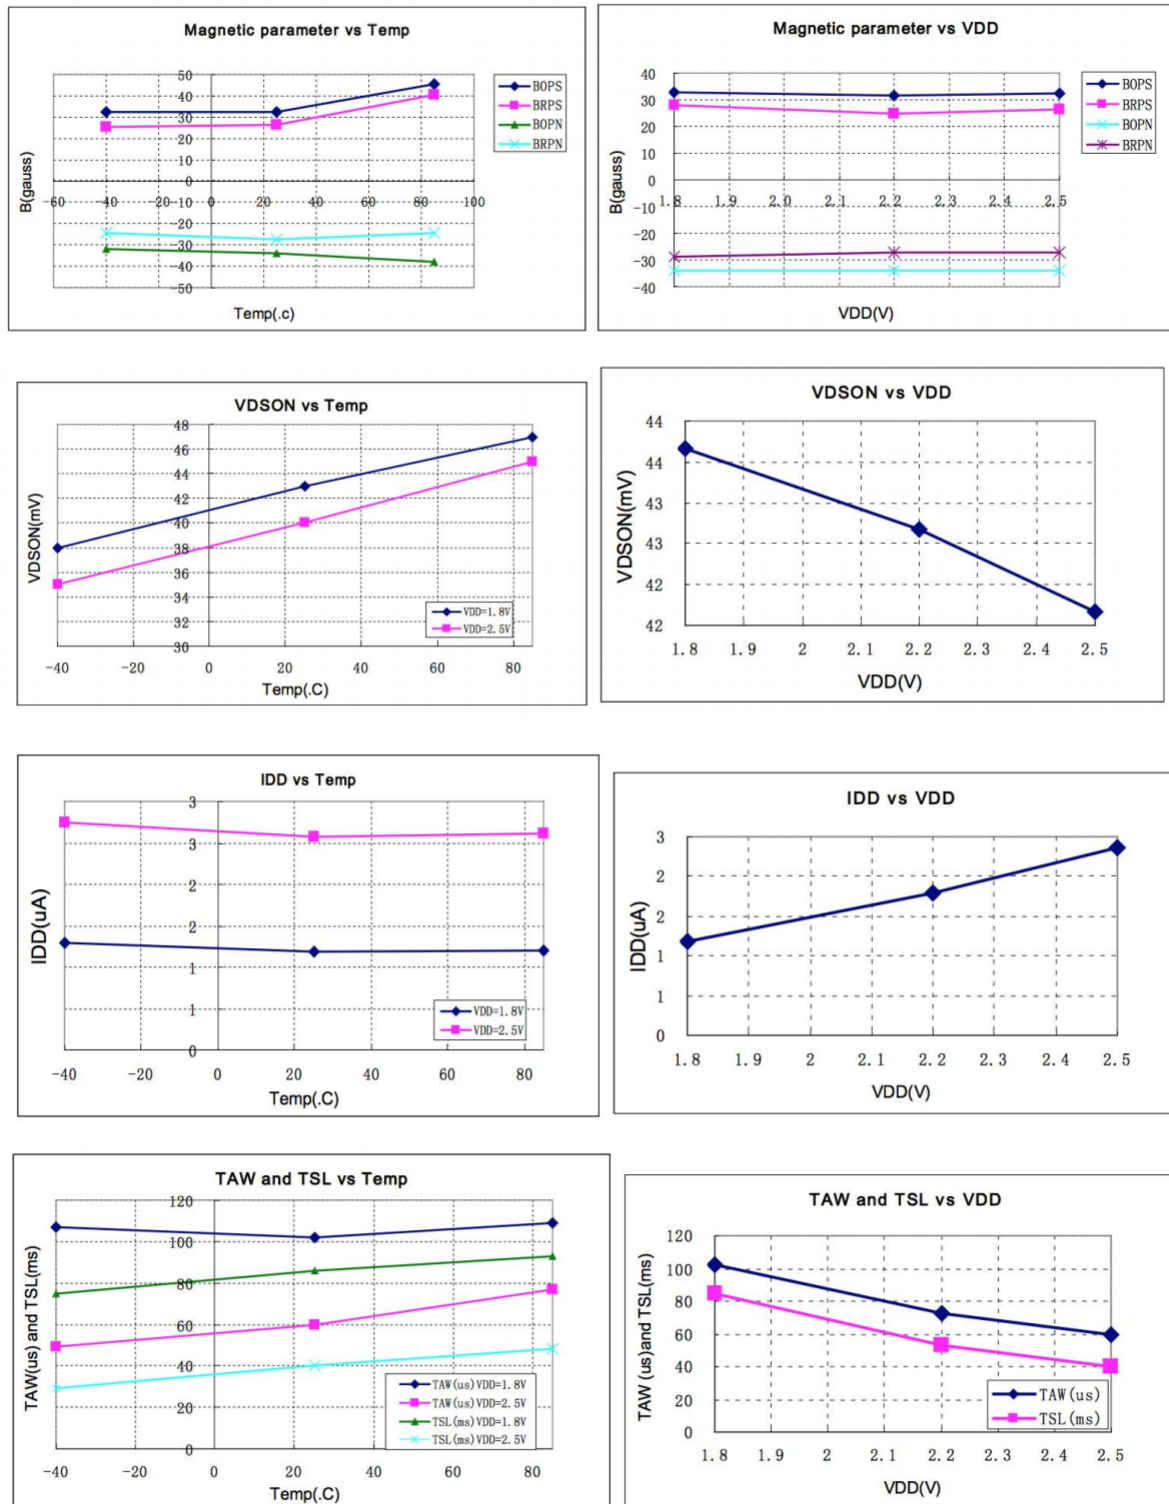 Magnetic parameter vs Temp
B(gauss)
50
40
30
20
10
0
-10
-20
-30
-40
-50
-60 -40 -20 0 20 40 60 80 100
Temp(.c)
BOPS
BRPS
BOPN
BRPN
Magnetic parameter vs VDD
B(gauss)
40
30
20
10
0
-10
-20
-30
-40
1.8 1.9 2.0 2.1 2.2 2.3 2.4 2.5
VDD(V)
BOPS
BRPS
BOPN
BRPN
VDSON vs Temp
VDSON(mV)
48
46
44
42
40
38
36
34
32
30
-40 -20 0 20 40 60 80
Temp(.C)
VDD=1.8V
VDD=2.5V
VDSON vs VDD
VDSON(mV)
44
44
43
43
42
42
1.8 1.9 2 2.1 2.2 2.3 2.4 2.5
VDD(V)
IDD vs Temp
IDD(uA)
3
3
2
2
1
1
0
-40 -20 0 20 40 60 80
Temp(.C)
VDD=1.8V
VDD=2.5V
IDD vs VDD
IDD(uA)
3
2
2
1
1
0
1.8 1.9 2 2.1 2.2 2.3 2.4 2.5
VDD(V)
TAW and TSL vs Temp
TAW(us) and TSL(ms)
120
100
80
60
40
20
0
-40 -20 0 20 40 60 80
Temp(.C)
TAW(us)VDD=1.8V
TAW(us)VDD=2.5V
TSL(ms)VDD=1.8V
TSL(ms)VDD=2.5V
TAW and TSL vs VDD
TAW (us)and TSL(ms)
120
100
80
60
40
20
0
1.8 1.9 2 2.1 2.2 2.3 2.4 2.5
VDD(V)
TAW(us)
TSL(ms)